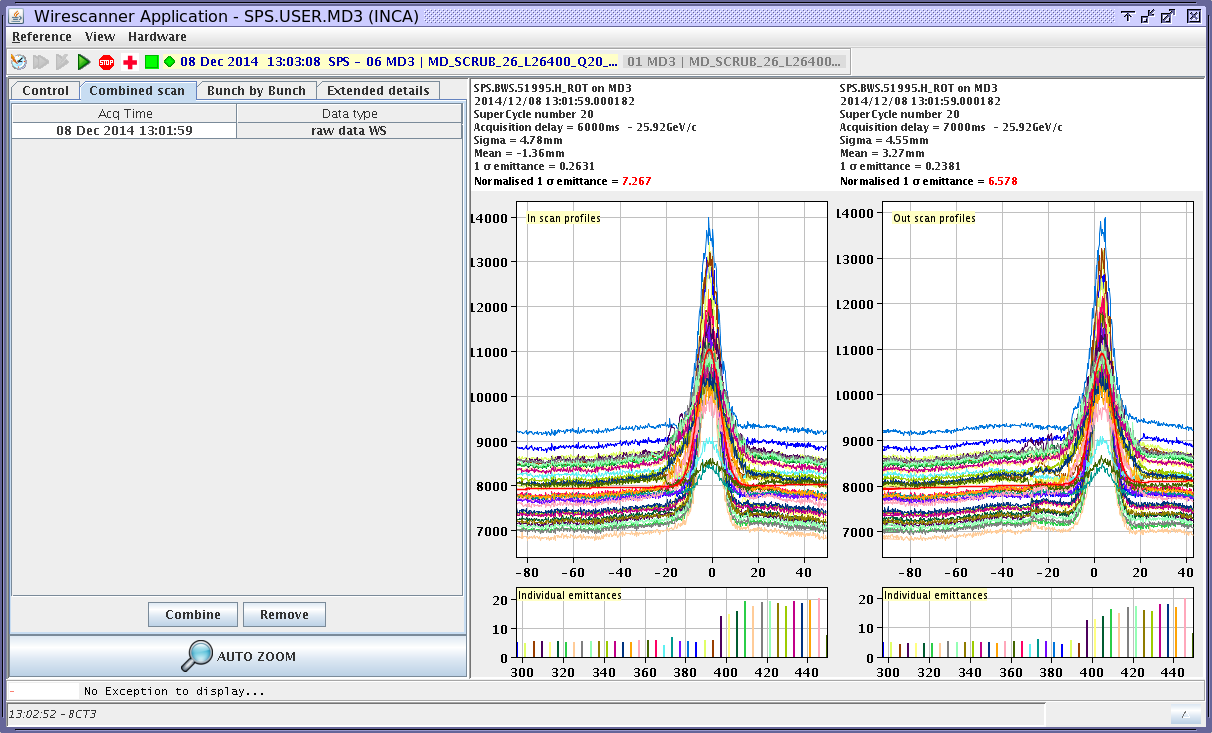 Wirescanner Application - SPS.USER.MD3 (INCA)
Reference View Hardware
STOP 08 Dec 2014 13:03:08 SPS - 06 MD3 | MD_SCRUB_26_L26400_Q20_... 01 MD3 | MD_SCRUB_26_L26400...
Control Combined scan Bunch by Bunch Extended details
Acq Time Data type
08 Dec 2014 13:01:59 raw data WS
Combine Remove
AUTO ZOOM
SPS.BWS.51995.H_ROT on MD3
2014/12/08 13:01:59.000182
SuperCycle number 20
Acquisition delay = 6000ms - 25.92GeV/c
Sigma = 4.78mm
Mean = -1.36mm
1 σ emittance = 0.2631
Normalised 1 σ emittance = 7.267
In scan profiles
14000
13000
12000
11000
10000
9000
8000
7000
-80 -60 -40 -20 0 20 40
Individual emittances
20
10
0
300 320 340 360 380 400 420 440
SPS.BWS.51995.H_ROT on MD3
2014/12/08 13:01:59.000182
SuperCycle number 20
Acquisition delay = 7000ms - 25.92GeV/c
Sigma = 4.55mm
Mean = 3.27mm
1 σ emittance = 0.2381
Normalised 1 σ emittance = 6.578
Out scan profiles
14000
13000
12000
11000
10000
9000
8000
7000
-80 -60 -40 -20 0 20 40
Individual emittances
20
10
0
300 320 340 360 380 400 420 440
- No Exception to display...
13:02:52 - BCT3